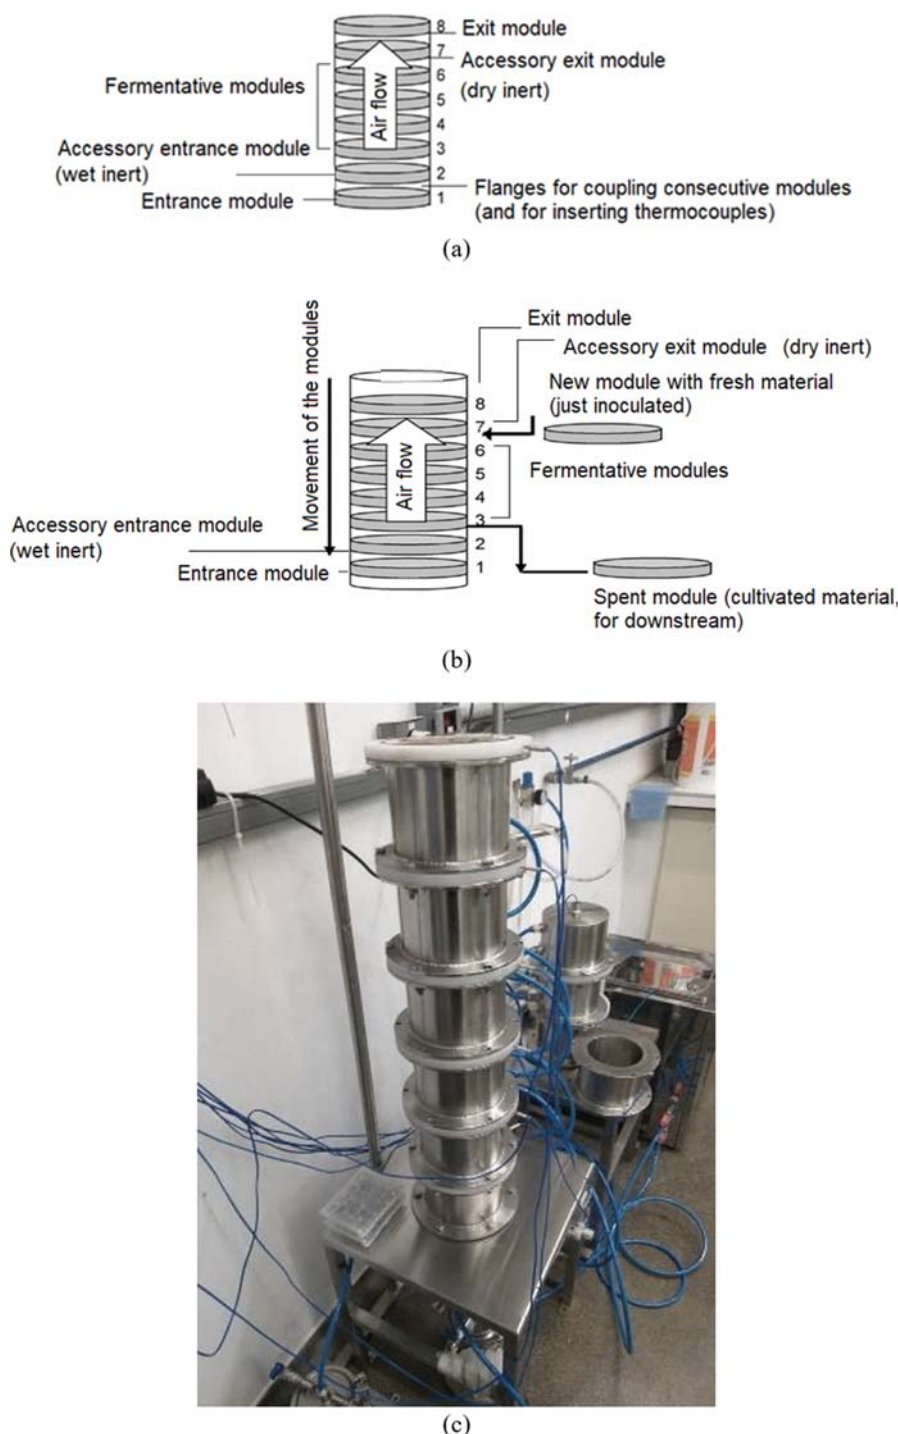 8 Exit module
7
Accessory exit module
(dry inert)
6
Fermentative modules
5
4
3
Air flow
Accessory entrance module
(wet inert)
2
Flanges for coupling consecutive modules
(and for inserting thermocouples)
Entrance module
1
(a)
Movement of the modules
Exit module
Accessory exit module (dry inert)
New module with fresh material
(just inoculated)
8
7
6
5
4
3
2
1
Air flow
Fermentative modules
Accessory entrance module
(wet inert)
Entrance module
Spent module (cultivated material,
for downstream)
(b)
(c)